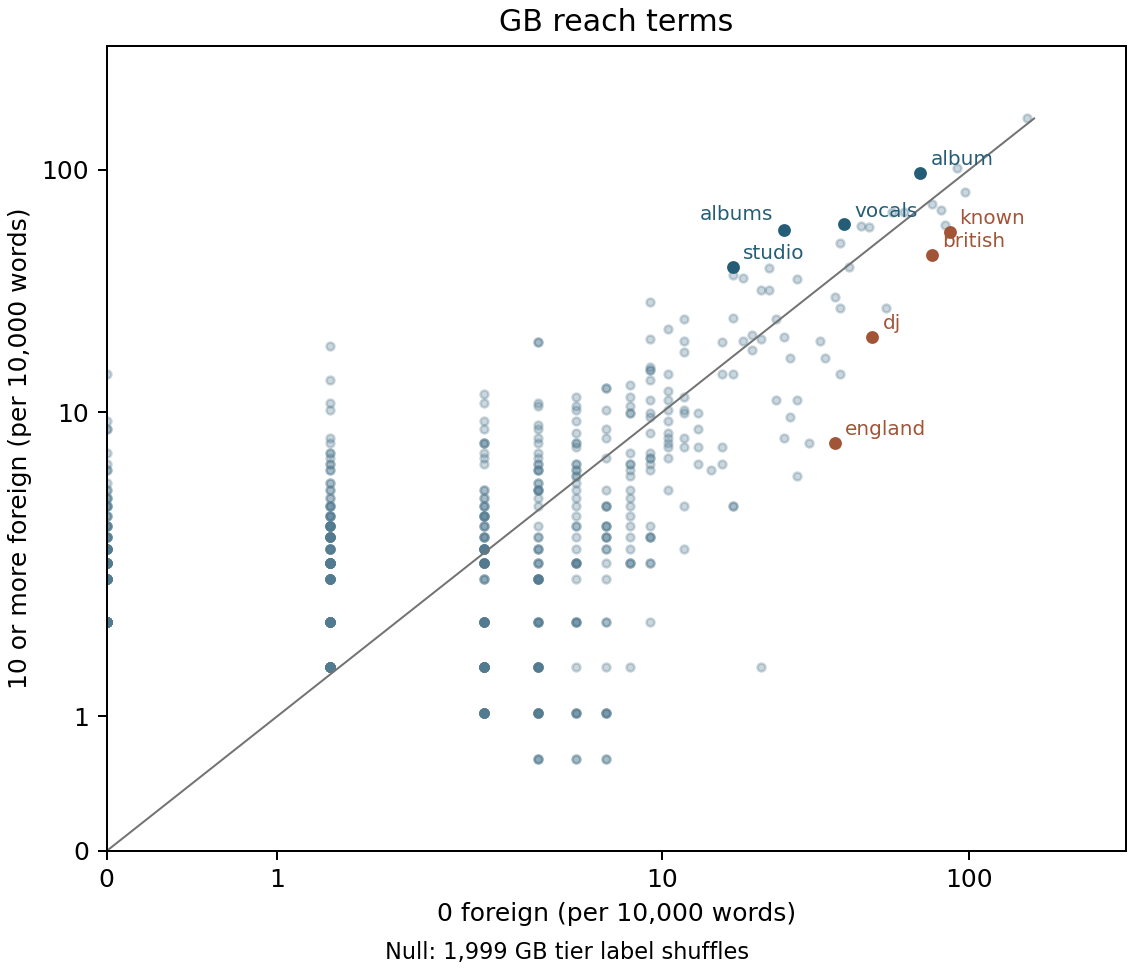 GB reach terms
10 or more foreign (per 10,000 words)
100
10
1
0
album
albums
vocals
known
british
studio
dj
england
0
1
10
100
0 foreign (per 10,000 words)
Null: 1,999 GB tier label shuffles